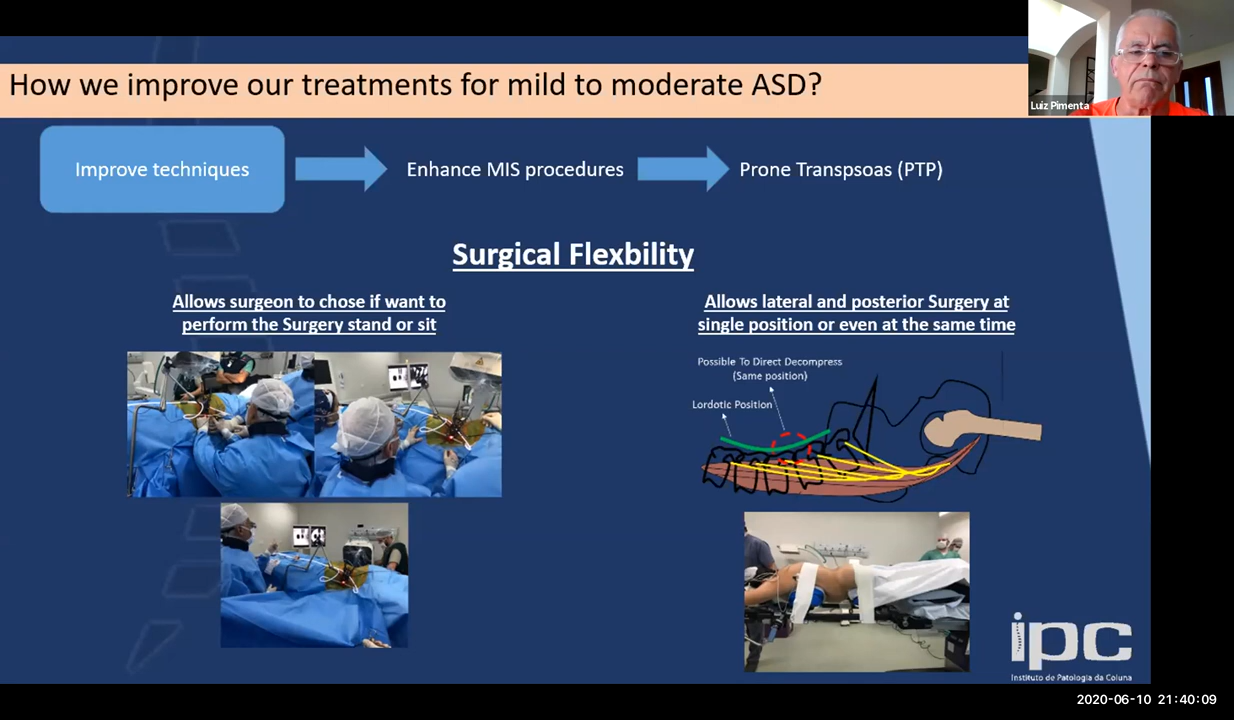 How we improve our treatments for mild to moderate ASD?
Luiz Pimenta
Improve techniques
Enhance MIS procedures
Prone Transpsoas (PTP)
Surgical Flexbility
Allows surgeon to chose if want to
perform the Surgery stand or sit
Allows lateral and posterior Surgery at
single position or even at the same time
Possible To Direct Decompress
(Same position)
Lordotic Position
ipc
Instituto de Patologia da Coluna
2020-06-10 21:40:09